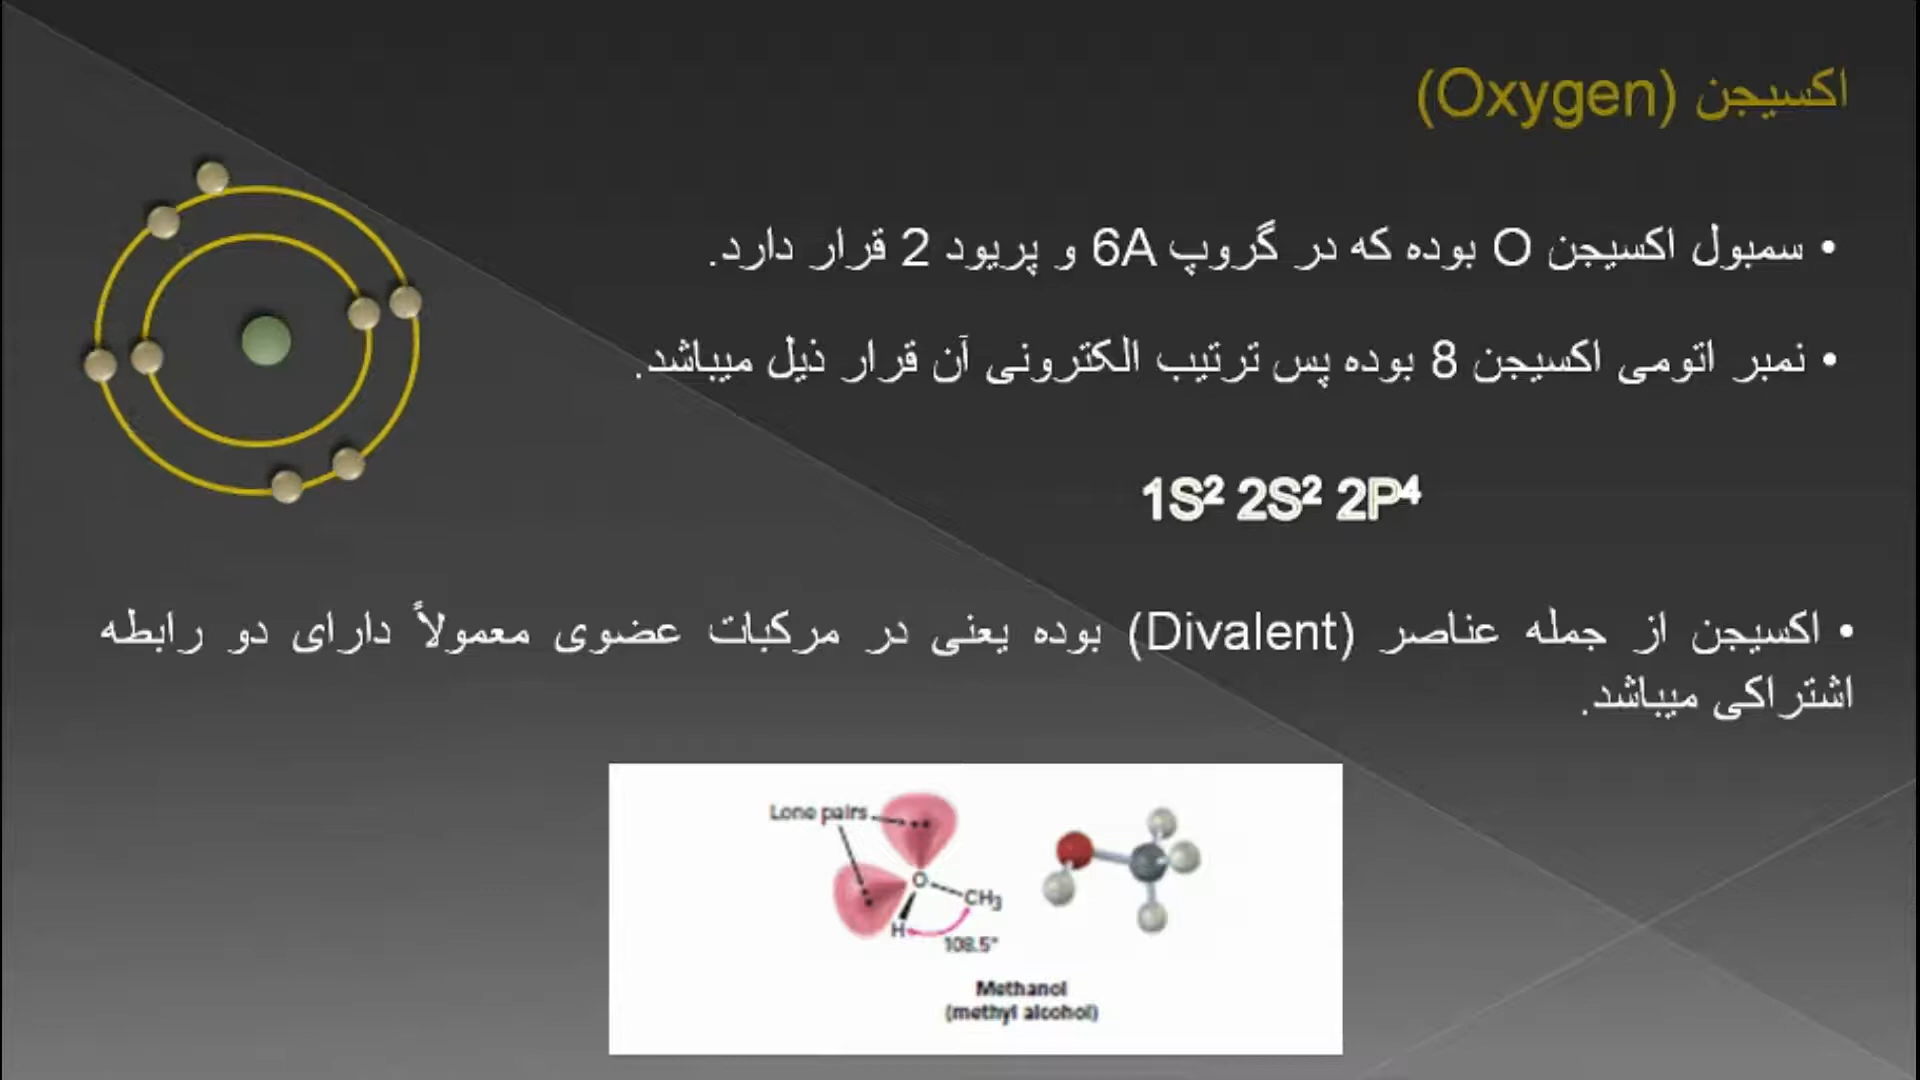 اکسیجن (Oxygen)
• سمبول اکسیجن O بوده که در گروپ 6A و پریود 2 قرار دارد.
• نمبر اتومی اکسیجن 8 بوده پس ترتیب الکترونی آن قرار ذیل میباشد.
1S² 2S² 2P⁴
• اکسیجن از جمله عناصر (Divalent) بوده یعنی در مرکبات عضوی معمولاً دارای دو رابطه
اشتراکی میباشد.
Lone pairs
O
CH₃
H
108.5°
Methanol
(methyl alcohol)